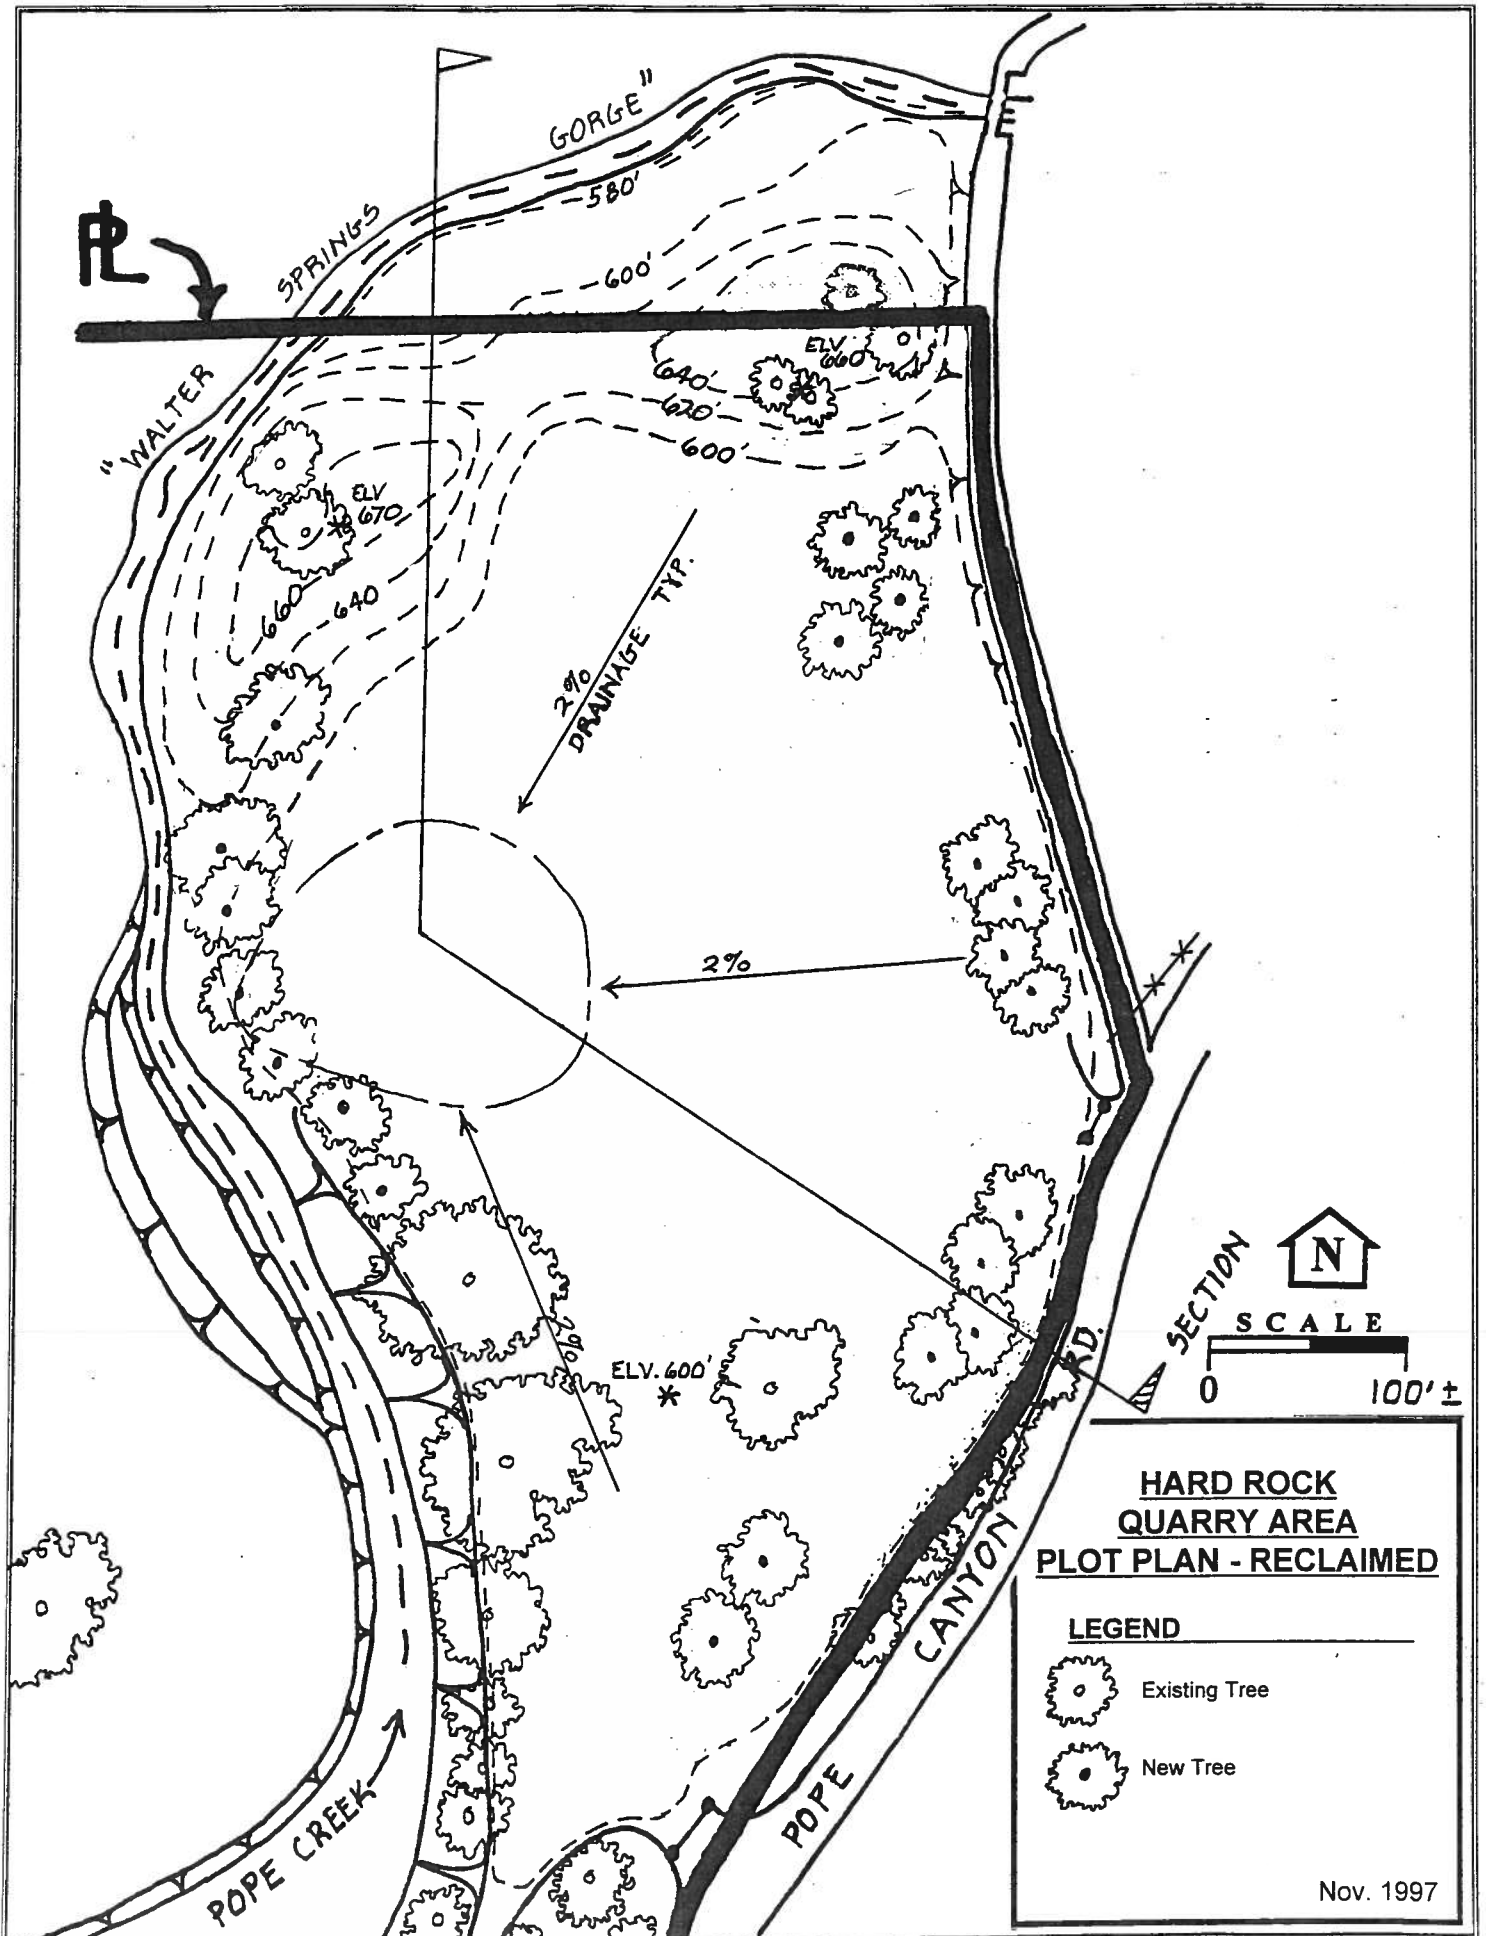 "WALTER SPRINGS GORGE"
PL
580'
600'
ELV
660
640'
620'
600'
ELV
670
660
640
2%
DRAINAGE TYP.
2%
2%
ELV. 600'
SECTION
N
SCALE
0 100' ±
POPE CANYON RD.
POPE CREEK
HARD ROCK
QUARRY AREA
PLOT PLAN - RECLAIMED
LEGEND
Existing Tree
New Tree
Nov. 1997